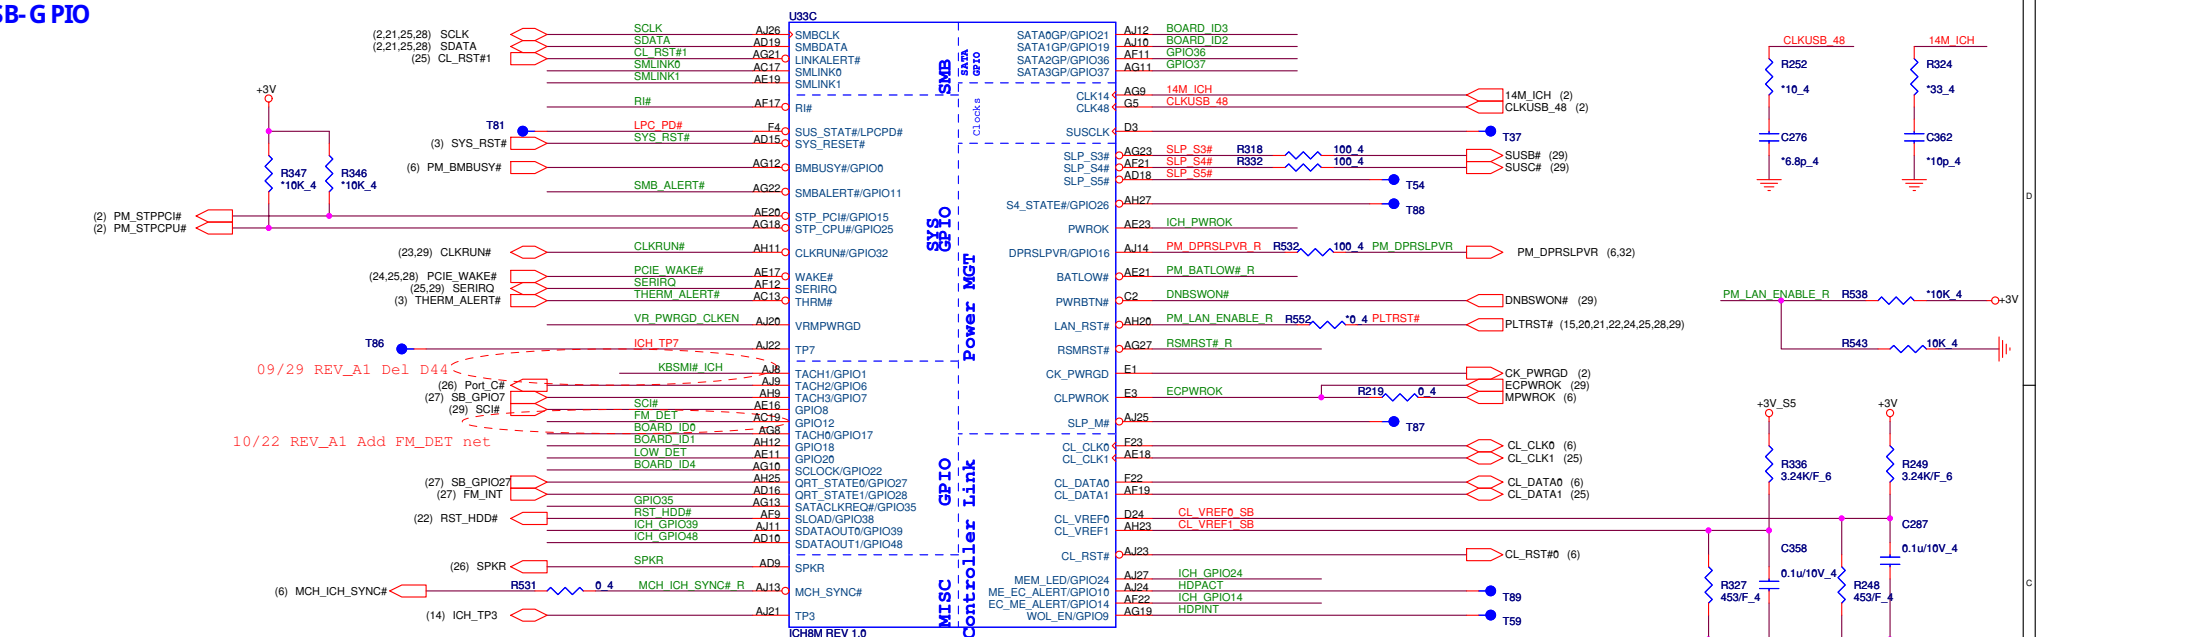 SB-GPIO
U33C
(2,21,25,28) SCLK SCLK AJ26 SMBCLK
(2,21,25,28) SDATA SDATA AD19 SMBDATA
(25) CL_RST#1 CL_RST#1 AG21 LINKALERT#
SMLINK0 AC17 SMLINK0
SMLINK1 AE19 SMLINK1
RI# AF17 RI#
T81 LPC_PD# F4 SUS_STAT#/LPCPD#
(3) SYS_RST# SYS_RST# AD15 SYS_RESET#
(6) PM_BMBUSY# AG12 BMBUSY#/GPIO0
SMB_ALERT# AG22 SMBALERT#/GPIO11
+3V
R347 R346
*10K_4 *10K_4
(2) PM_STPPCI# AE20 STP_PCI#/GPIO15
(2) PM_STPCPU# AG18 STP_CPU#/GPIO25
(23,29) CLKRUN# CLKRUN# AH11 CLKRUN#/GPIO32
(24,25,28) PCIE_WAKE# PCIE_WAKE# AE17 WAKE#
(25,29) SERIRQ SERIRQ AF12 SERIRQ
(3) THERM_ALERT# THERM_ALERT# AC13 THRM#
VR_PWRGD_CLKEN AJ20 VRMPWRGD
T86 ICH_TP7 AJ22 TP7
09/29 REV_A1 Del D44
KBSMI#_ICH AJ8 TACH1/GPIO1
(26) Port_C# AJ9 TACH2/GPIO6
(27) SB_GPIO7 AH9 TACH3/GPIO7
(29) SCI# SCI# AE16 GPIO8
FM_DET AC19 GPIO12
10/22 REV_A1 Add FM_DET net
BOARD_ID0 AG8 TACH0/GPIO17
BOARD_ID1 AH12 GPIO18
LOW_DET AE11 GPIO20
BOARD_ID4 AG10 SCLOCK/GPIO22
(27) SB_GPIO27 AH25 QRT_STATE0/GPIO27
(27) FM_INT AD16 QRT_STATE1/GPIO28
GPIO35 AG13 SATACLKREQ#/GPIO35
(22) RST_HDD# RST_HDD# AF9 SLOAD/GPIO38
ICH_GPIO39 AJ11 SDATAOUT0/GPIO39
ICH_GPIO48 AD10 SDATAOUT1/GPIO48
(26) SPKR SPKR AD9 SPKR
(6) MCH_ICH_SYNC# R531 0_4 MCH_ICH_SYNC#_R AJ13 MCH_SYNC#
(14) ICH_TP3 AJ21 TP3
ICH8M REV 1.0
SMB
SATA
GPIO
Clocks
SYS
GPIO
Power MGT
GPIO
Controller Link
MISC
SATA0GP/GPIO21 AJ12 BOARD_ID3
SATA1GP/GPIO19 AJ10 BOARD_ID2
SATA2GP/GPIO36 AF11 GPIO36
SATA3GP/GPIO37 AG11 GPIO37
CLK14 AG9 14M_ICH 14M_ICH (2)
CLK48 G5 CLKUSB_48 CLKUSB_48 (2)
SUSCLK D3 T37
SLP_S3# AG23 SLP_S3# R318 100_4 SUSB# (29)
SLP_S4# AF21 SLP_S4# R332 100_4 SUSC# (29)
SLP_S5# AD18 SLP_S5# T54
S4_STATE#/GPIO26 AH27 T88
PWROK AE23 ICH_PWROK
DPRSLPVR/GPIO16 AJ14 PM_DPRSLPVR_R R532 100_4 PM_DPRSLPVR PM_DPRSLPVR (6,32)
BATLOW# AE21 PM_BATLOW#_R
PWRBTN# C2 DNBSWON# DNBSWON# (29)
LAN_RST# AH20 PM_LAN_ENABLE_R R552 *0_4 PLTRST# PLTRST# (15,20,21,22,24,25,28,29)
RSMRST# AG27 RSMRST#_R
CK_PWRGD E1 CK_PWRGD (2)
ECPWROK (29)
CLPWROK E3 ECPWROK R219 0_4 MPWROK (6)
SLP_M# AJ25 T87
CL_CLK0 F23 CL_CLK0 (6)
CL_CLK1 AE18 CL_CLK1 (25)
CL_DATA0 F22 CL_DATA0 (6)
CL_DATA1 AF19 CL_DATA1 (25)
CL_VREF0 D24 CL_VREF0_SB
CL_VREF1 AH23 CL_VREF1_SB
CL_RST# AJ23 CL_RST#0 (6)
MEM_LED/GPIO24 AJ27 ICH_GPIO24
ME_EC_ALERT/GPIO10 AJ24 HDPACT T89
EC_ME_ALERT/GPIO14 AF22 ICH_GPIO14
WOL_EN/GPIO9 AG19 HDPINT T59
CLKUSB_48 14M_ICH
R252 R324
*10_4 *33_4
C276 C362
*6.8p_4 *10p_4
PM_LAN_ENABLE_R R538 *10K_4 +3V
R543 10K_4
+3V_S5 +3V
R336 R249
3.24K/F_6 3.24K/F_6
C287
0.1u/10V_4
C358
0.1u/10V_4
R327 R248
453/F_4 453/F_4
D
C